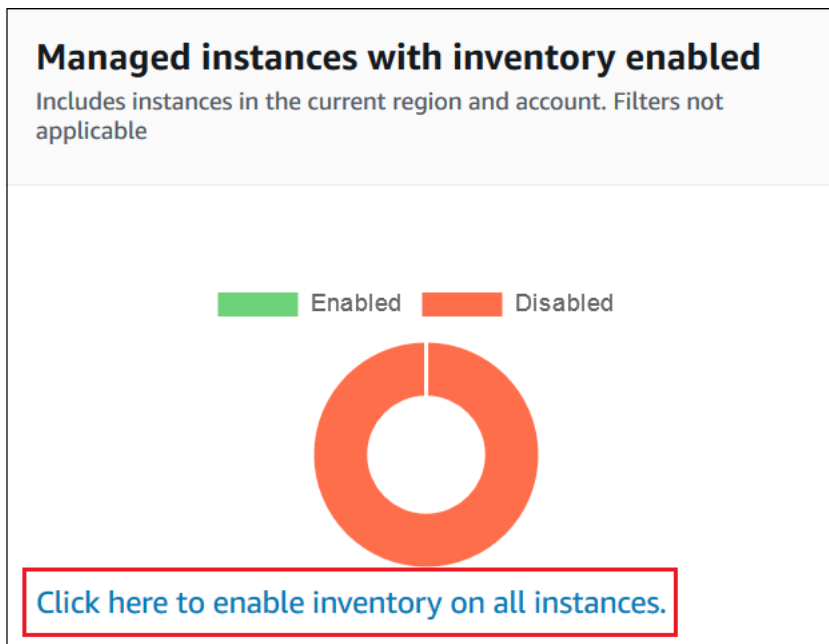 Managed instances with inventory enabled
Includes instances in the current region and account. Filters not
applicable
Enabled Disabled
Click here to enable inventory on all instances.